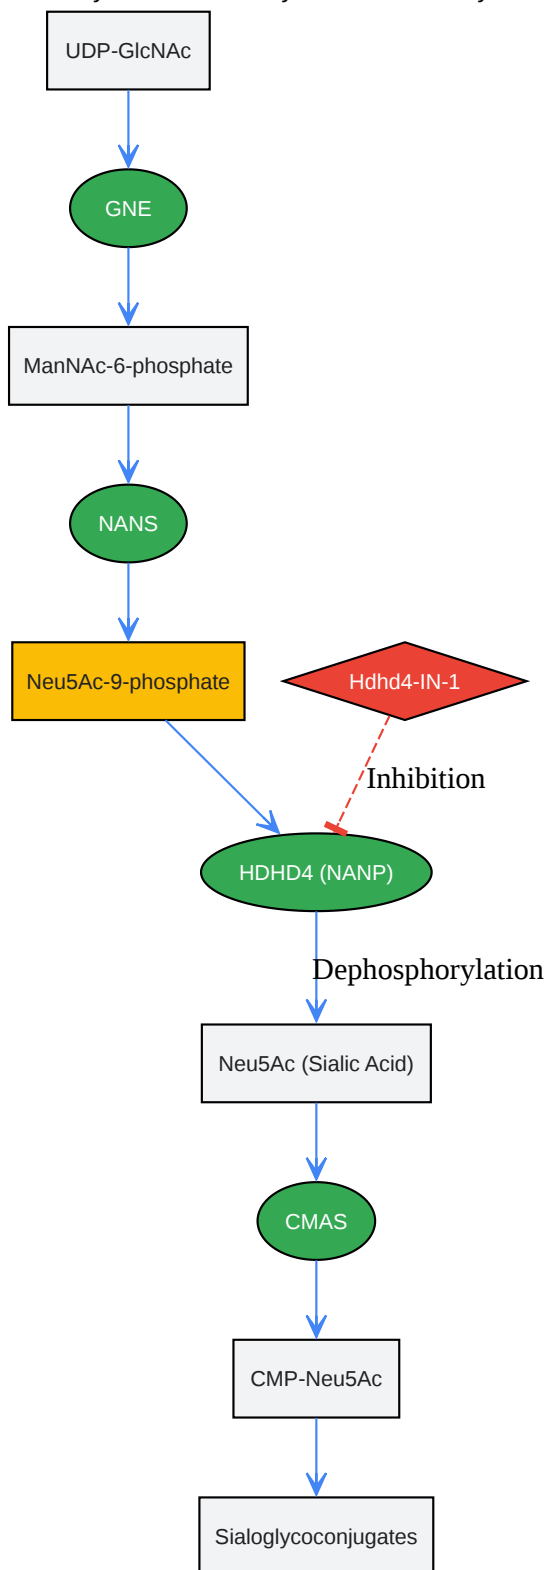 UDP-GlcNAc
GNE
ManNAc-6-phosphate
NANS
Neu5Ac-9-phosphate
Hdhd4-IN-1
Inhibition
HDHD4 (NANP)
Dephosphorylation
Neu5Ac (Sialic Acid)
CMAS
CMP-Neu5Ac
Sialoglycoconjugates